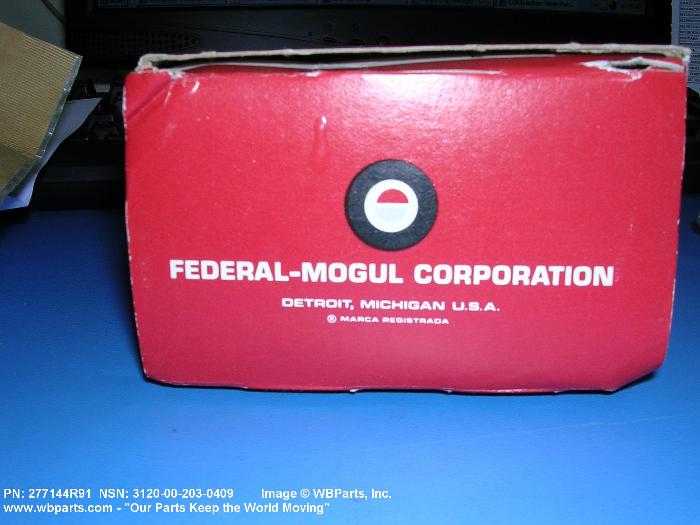 FEDERAL-MOGUL CORPORATION
DETROIT, MICHIGAN U.S.A.
® MARCA REGISTRADA
PN: 277144R91 NSN: 3120-00-203-0409 Image © WBParts, Inc.
www.wbparts.com - "Our Parts Keep the World Moving"